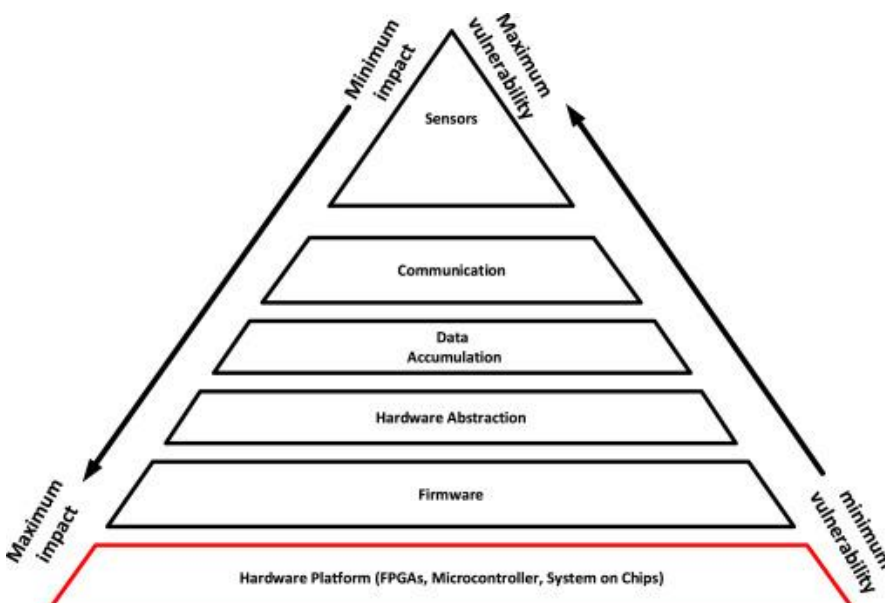 Minimum
impact
Maximum
vulnerability
Sensors
Communication
Data
Accumulation
Hardware Abstraction
Firmware
Maximum
impact
minimum
vulnerability
Hardware Platform (FPGAs, Microcontroller, System on Chips)